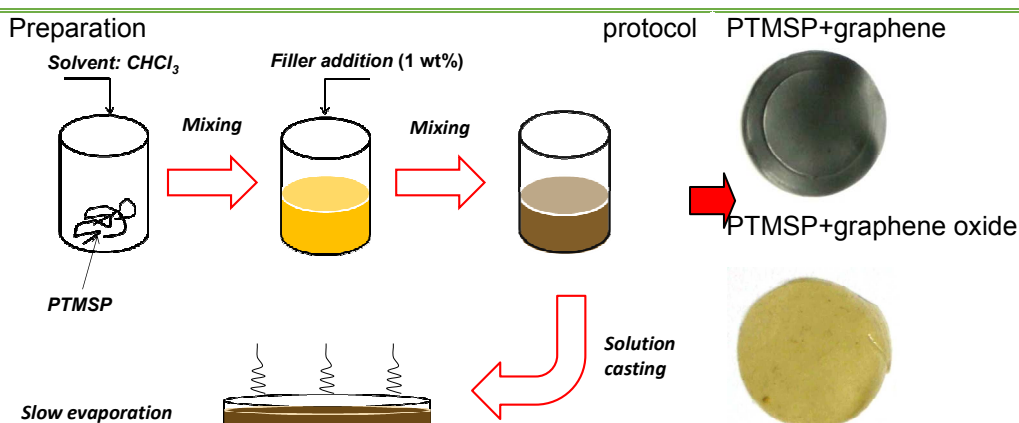 Preparation protocol
PTMSP+graphene
Solvent: CHCl3
Filler addition (1 wt%)
Mixing
Mixing
PTMSP+graphene oxide
PTMSP
Solution
casting
Slow evaporation